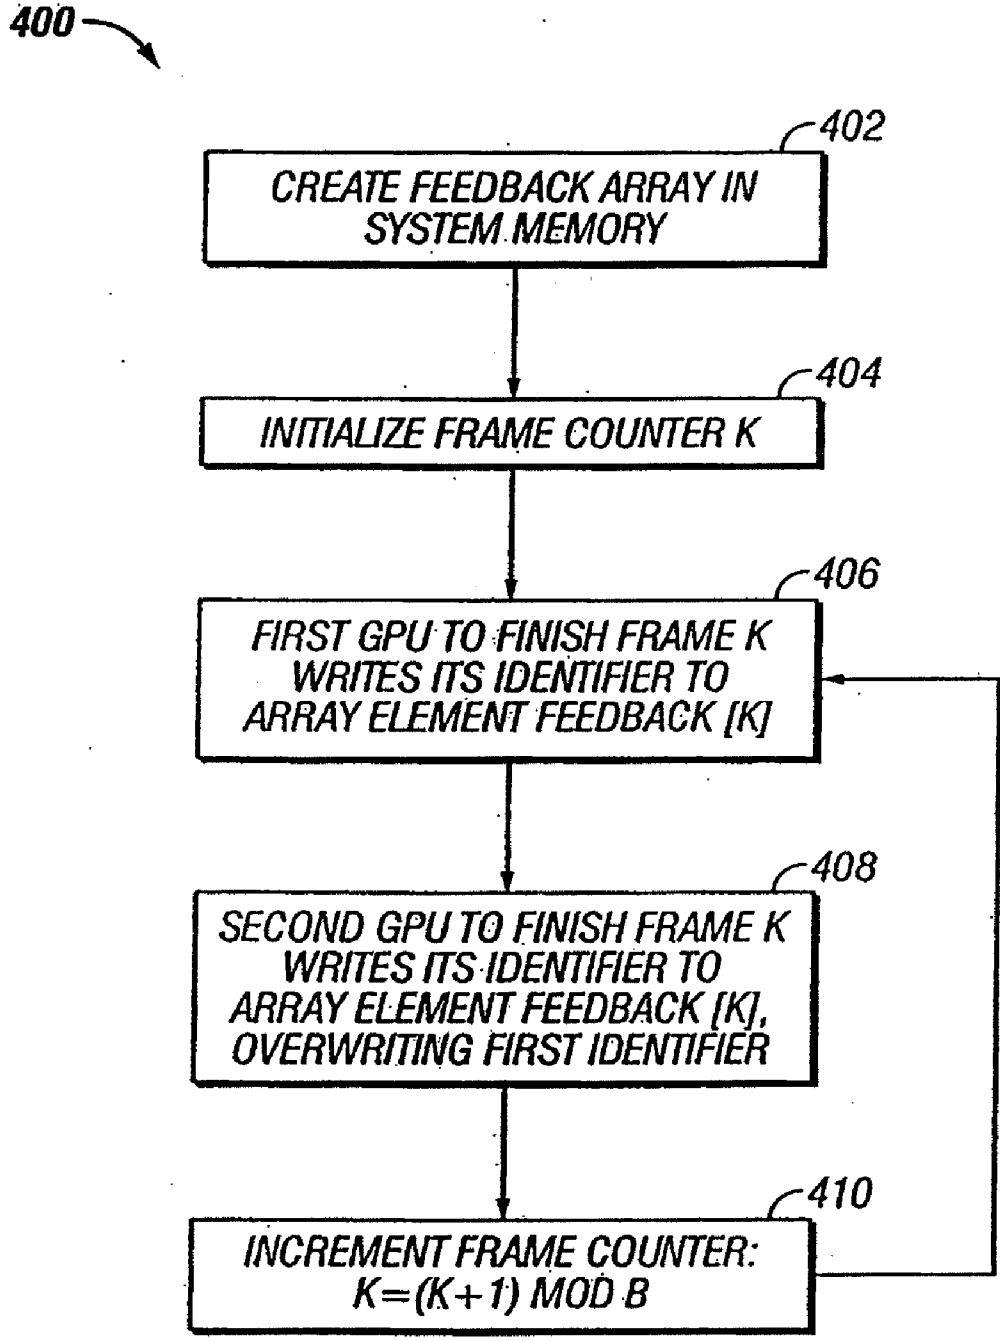 400
402
CREATE FEEDBACK ARRAY IN
SYSTEM MEMORY
404
INITIALIZE FRAME COUNTER K
406
FIRST GPU TO FINISH FRAME K
WRITES ITS IDENTIFIER TO
ARRAY ELEMENT FEEDBACK [K]
408
SECOND GPU TO FINISH FRAME K
WRITES ITS IDENTIFIER TO
ARRAY ELEMENT FEEDBACK [K],
OVERWRITING FIRST IDENTIFIER
410
INCREMENT FRAME COUNTER:
K=(K+1) MOD B